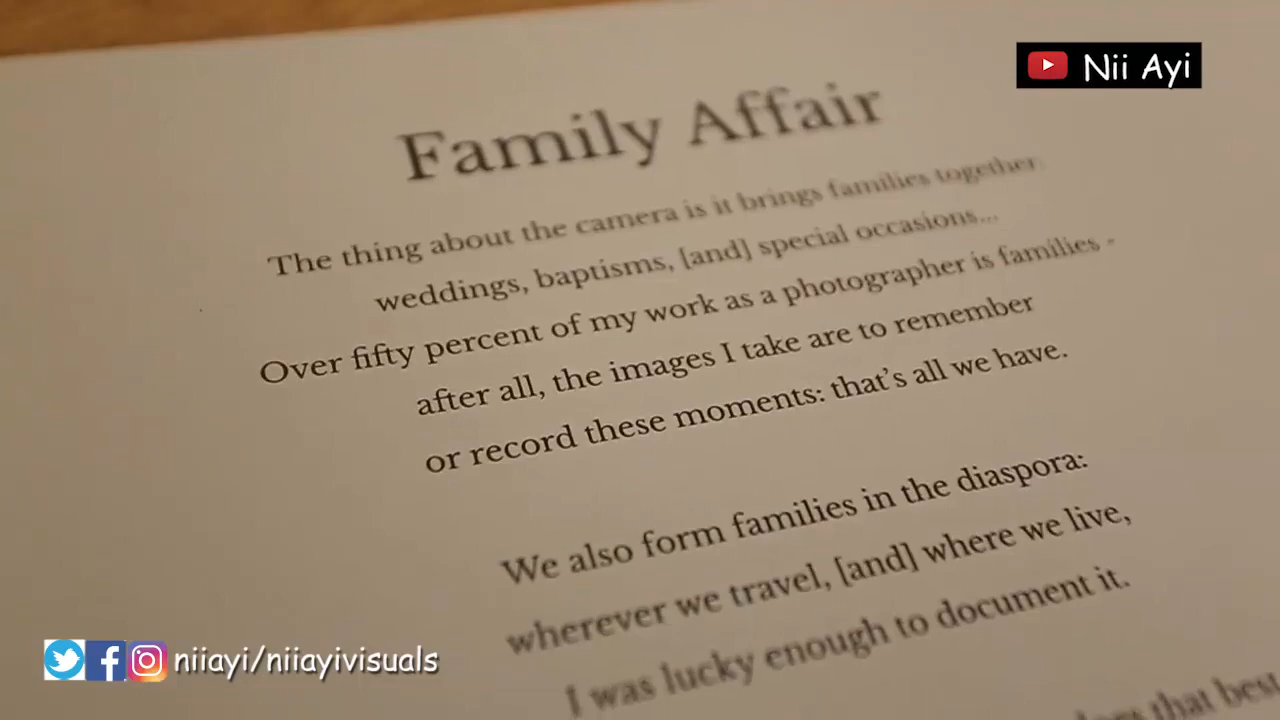 Nii Ayi
Family Affair
The thing about the camera is it brings families together:
weddings, baptisms, [and] special occasions...
Over fifty percent of my work as a photographer is families -
after all, the images I take are to remember
or record these moments: that's all we have.
We also form families in the diaspora:
wherever we travel, [and] where we live,
I was lucky enough to document it.
that best
niiayi/niiayivisuals